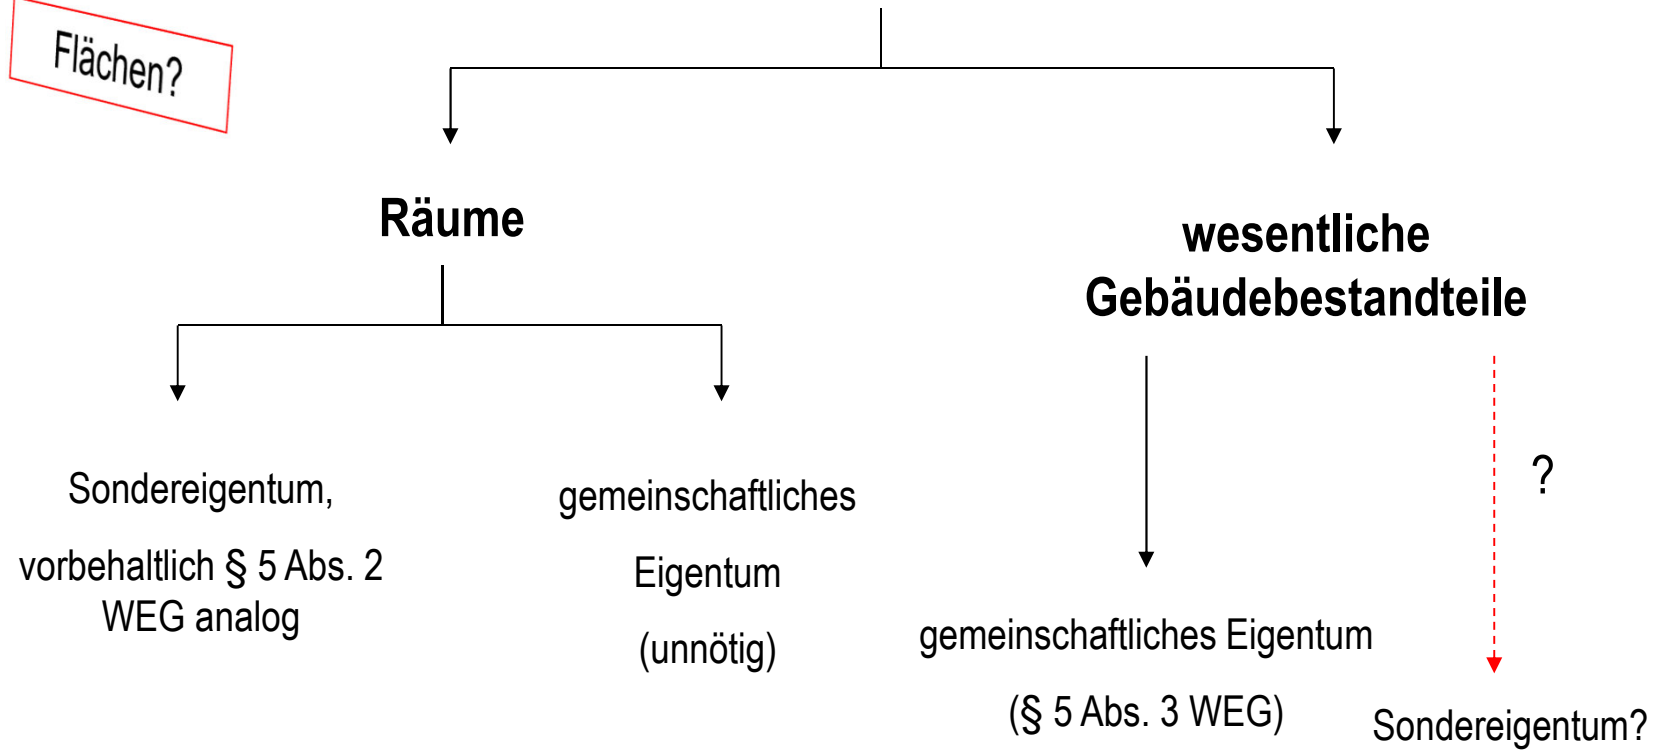 Flächen?
Räume
wesentliche
Gebäudebestandteile
Sondereigentum,
vorbehaltlich § 5 Abs. 2
WEG analog
gemeinschaftliches
Eigentum
(unnötig)
?
gemeinschaftliches Eigentum
(§ 5 Abs. 3 WEG)
Sondereigentum?